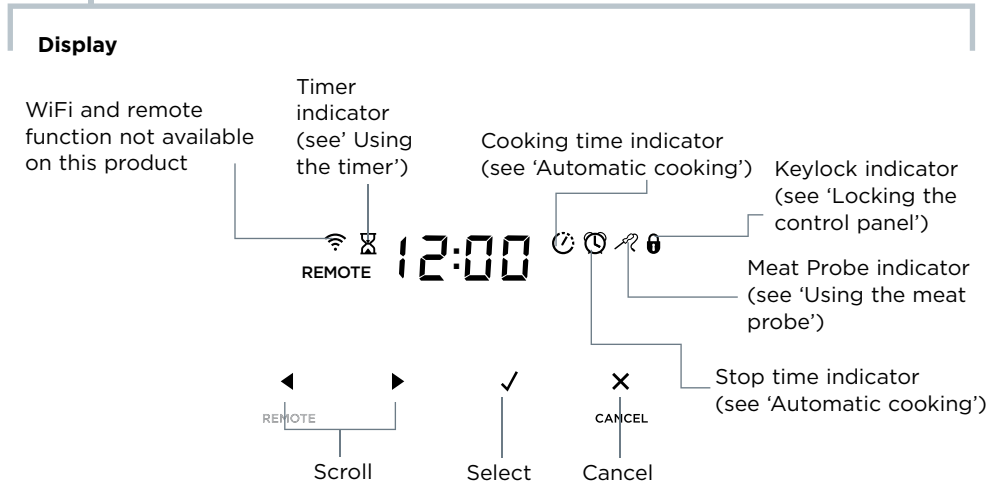 Display
WiFi and remote
function not available
on this product
Timer
indicator
(see’ Using
the timer’)
Cooking time indicator
(see ‘Automatic cooking’)
Keylock indicator
(see ‘Locking the
control panel’)
REMOTE
12:00
Meat Probe indicator
(see ‘Using the meat
probe’)
Stop time indicator
(see ‘Automatic cooking’)
REMOTE
CANCEL
Scroll
Select
Cancel